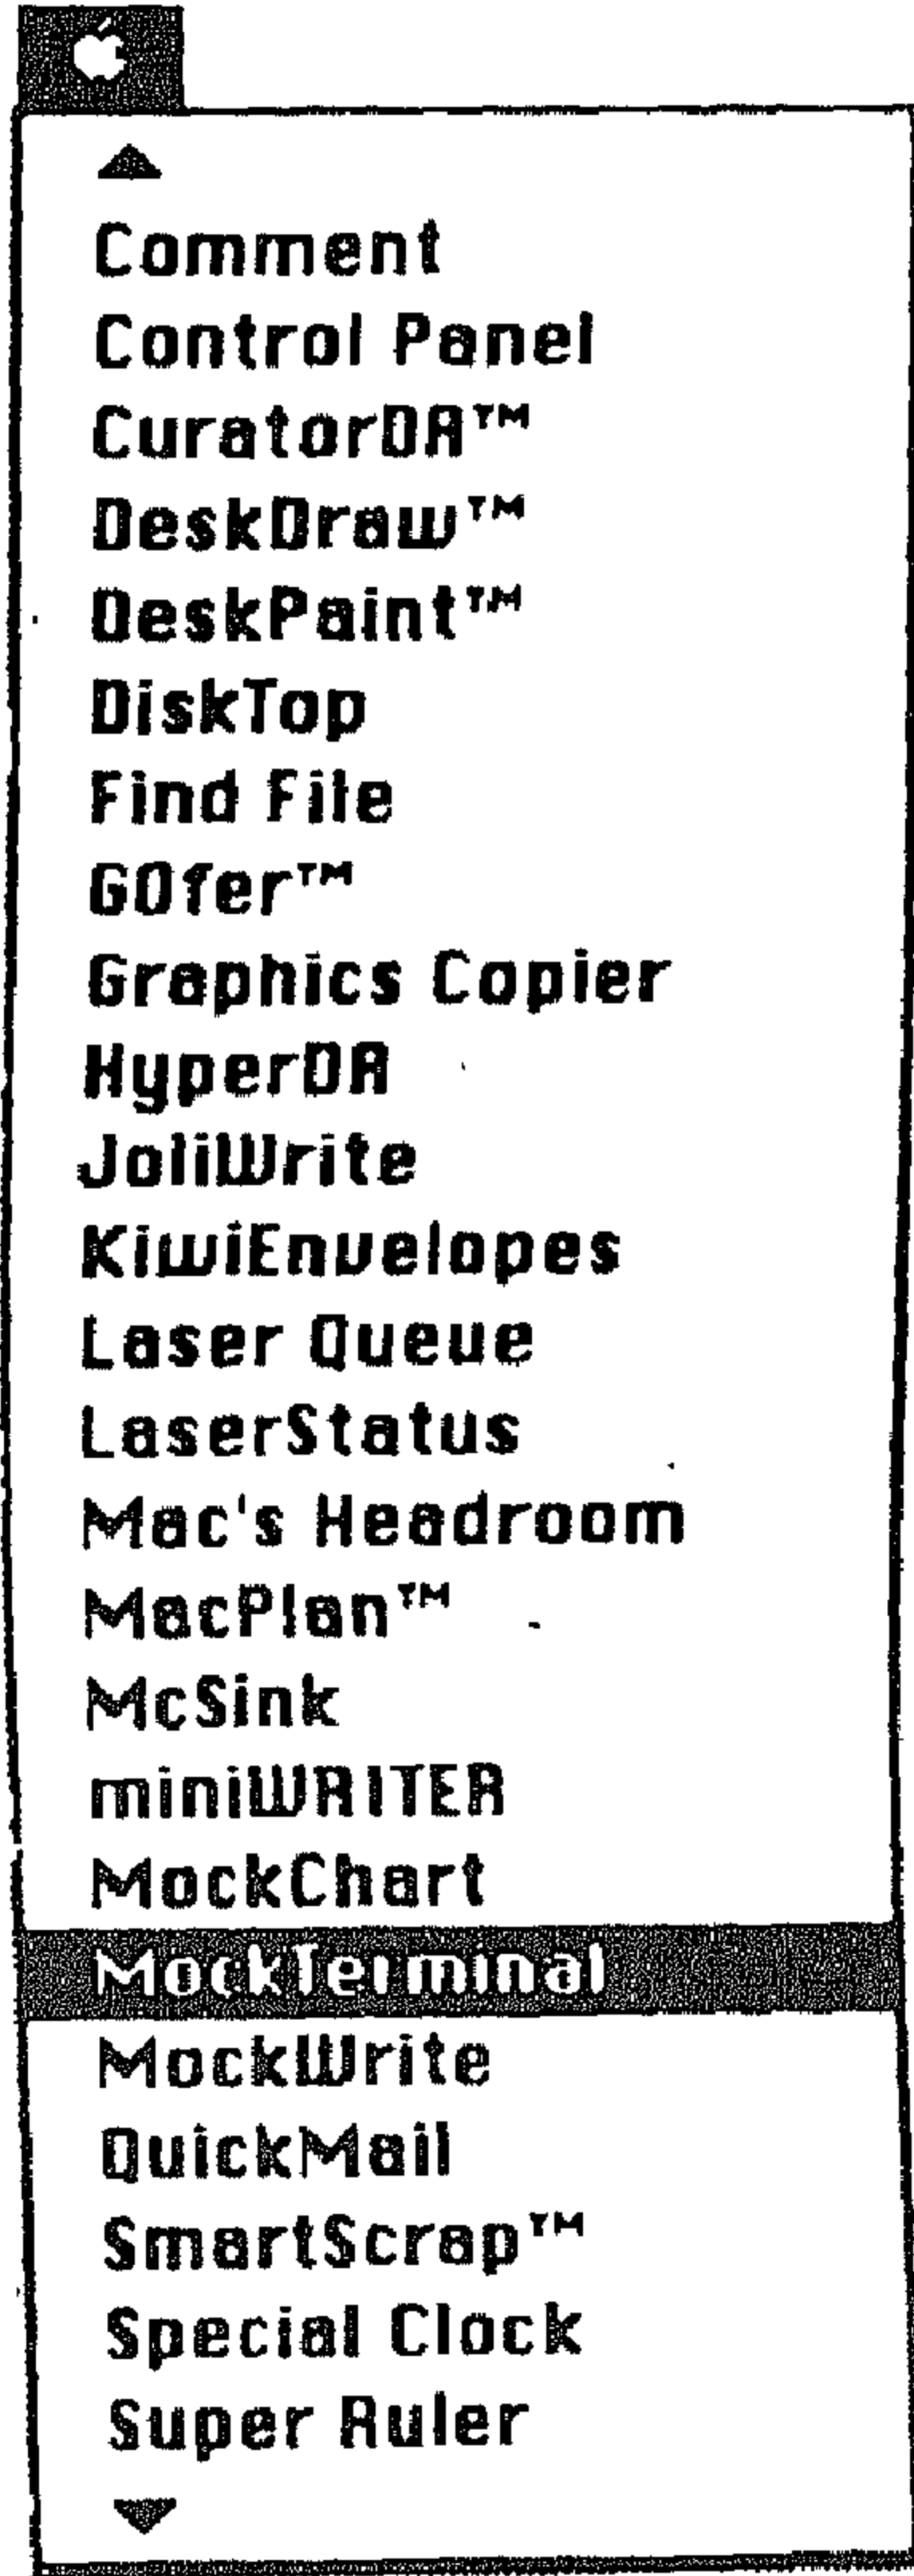 Comment
Control Panel
CuratorDA™
DeskDraw™
DeskPaint™
DiskTop
Find File
GOfer™
Graphics Copier
HyperDA
JoliWrite
KiwiEnvelopes
Laser Queue
LaserStatus
Mac's Headroom
MacPlan™
McSink
miniWRITER
MockChart
MockTerminal
MockWrite
QuickMail
SmartScrap™
Special Clock
Super Ruler